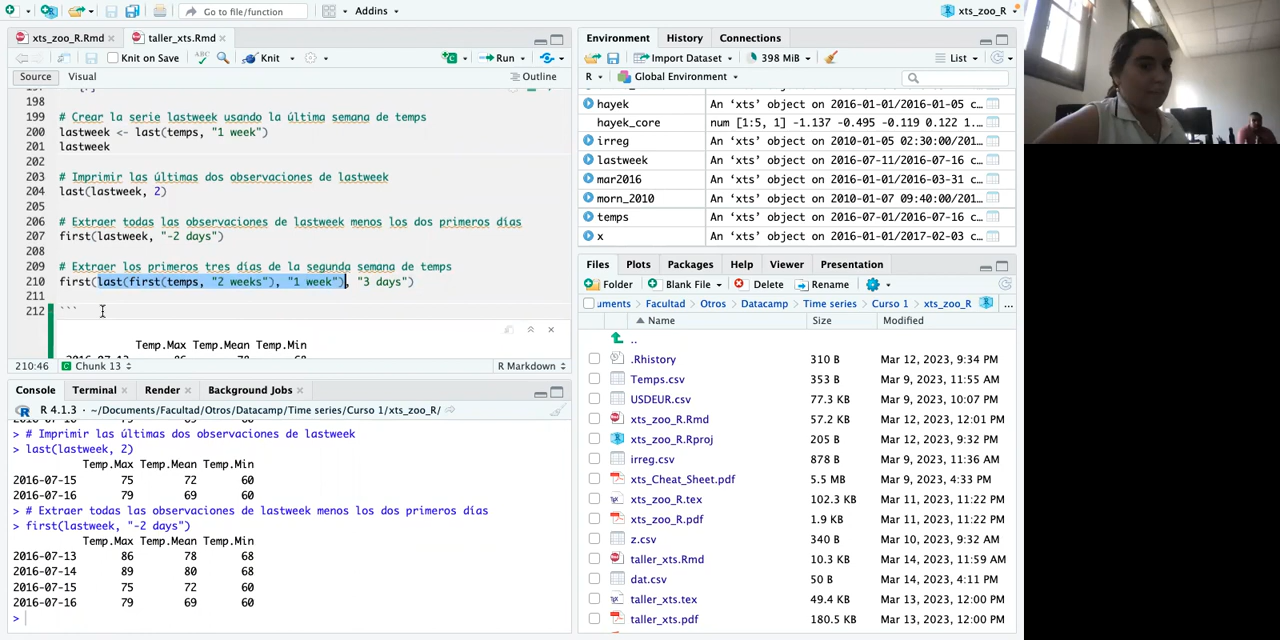 Go to file/function
Addins
xts_zoo_R
xts_zoo_R.Rmd
taller_xts.Rmd
Knit on Save
ABC
Knit
Run
Source
Visual
Outline
198
199 # Crear la serie lastweek usando la última semana de temps
200 lastweek <- last(temps, "1 week")
201 lastweek
202
203 # Imprimir las últimas dos observaciones de lastweek
204 last(lastweek, 2)
205
206 # Extraer todas las observaciones de lastweek menos los dos primeros días
207 first(lastweek, "-2 days")
208
209 # Extraer los primeros tres días de la segunda semana de temps
210 first(last(first(temps, "2 weeks"), "1 week"), "3 days")
211
212 ```
Temp.Max Temp.Mean Temp.Min
210:46 Chunk 13 R Markdown
Console Terminal Render Background Jobs
R 4.1.3 · ~/Documents/Facultad/Otros/Datacamp/Time series/Curso 1/xts_zoo_R/
> # Imprimir las últimas dos observaciones de lastweek
> last(lastweek, 2)
Temp.Max Temp.Mean Temp.Min
2016-07-15 75 72 60
2016-07-16 79 69 60
> # Extraer todas las observaciones de lastweek menos los dos primeros días
> first(lastweek, "-2 days")
Temp.Max Temp.Mean Temp.Min
2016-07-13 86 78 68
2016-07-14 89 80 68
2016-07-15 75 72 60
2016-07-16 79 69 60
>
Environment History Connections
Import Dataset 398 MiB List
R Global Environment
hayek An ‘xts’ object on 2016-01-01/2016-01-05 c…
hayek_core num [1:5, 1] -1.137 -0.495 -0.119 0.122 1.…
irreg An ‘xts’ object on 2010-01-05 02:30:00/201…
lastweek An ‘xts’ object on 2016-07-11/2016-07-16 c…
mar2016 An ‘xts’ object on 2016-03-01/2016-03-31 c…
morn_2010 An ‘xts’ object on 2010-01-07 09:40:00/201…
temps An ‘xts’ object on 2016-07-01/2016-07-16 c…
x An ‘xts’ object on 2016-01-01/2017-02-03 c…
Files Plots Packages Help Viewer Presentation
Folder Blank File Delete Rename
uments Facultad Otros Datacamp Time series Curso 1 xts_zoo_R ...
Name Size Modified
..
.Rhistory 310 B Mar 12, 2023, 9:34 PM
Temps.csv 353 B Mar 9, 2023, 11:55 AM
USDEUR.csv 77.3 KB Mar 9, 2023, 10:07 PM
xts_zoo_R.Rmd 57.2 KB Mar 12, 2023, 12:01 PM
xts_zoo_R.Rproj 205 B Mar 12, 2023, 9:32 PM
irreg.csv 878 B Mar 9, 2023, 11:36 AM
xts_Cheat_Sheet.pdf 5.5 MB Mar 9, 2023, 4:33 PM
xts_zoo_R.tex 102.3 KB Mar 11, 2023, 11:22 PM
xts_zoo_R.pdf 1.9 KB Mar 11, 2023, 11:22 PM
z.csv 340 B Mar 10, 2023, 9:32 AM
taller_xts.Rmd 10.3 KB Mar 14, 2023, 11:59 AM
dat.csv 50 B Mar 14, 2023, 4:11 PM
taller_xts.tex 49.4 KB Mar 13, 2023, 12:00 PM
taller_xts.pdf 180.5 KB Mar 13, 2023, 12:00 PM